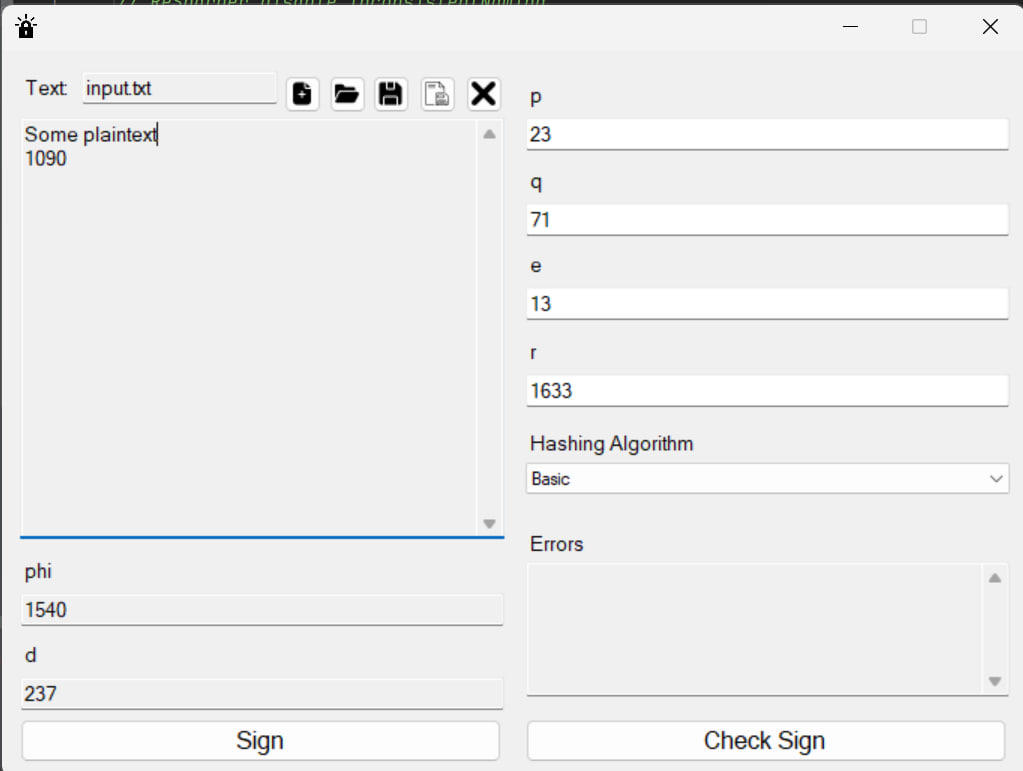 Text: input.txt
Some plaintext
1090
phi
1540
d
237
Sign
p
23
q
71
e
13
r
1633
Hashing Algorithm
Basic
Errors
Check Sign